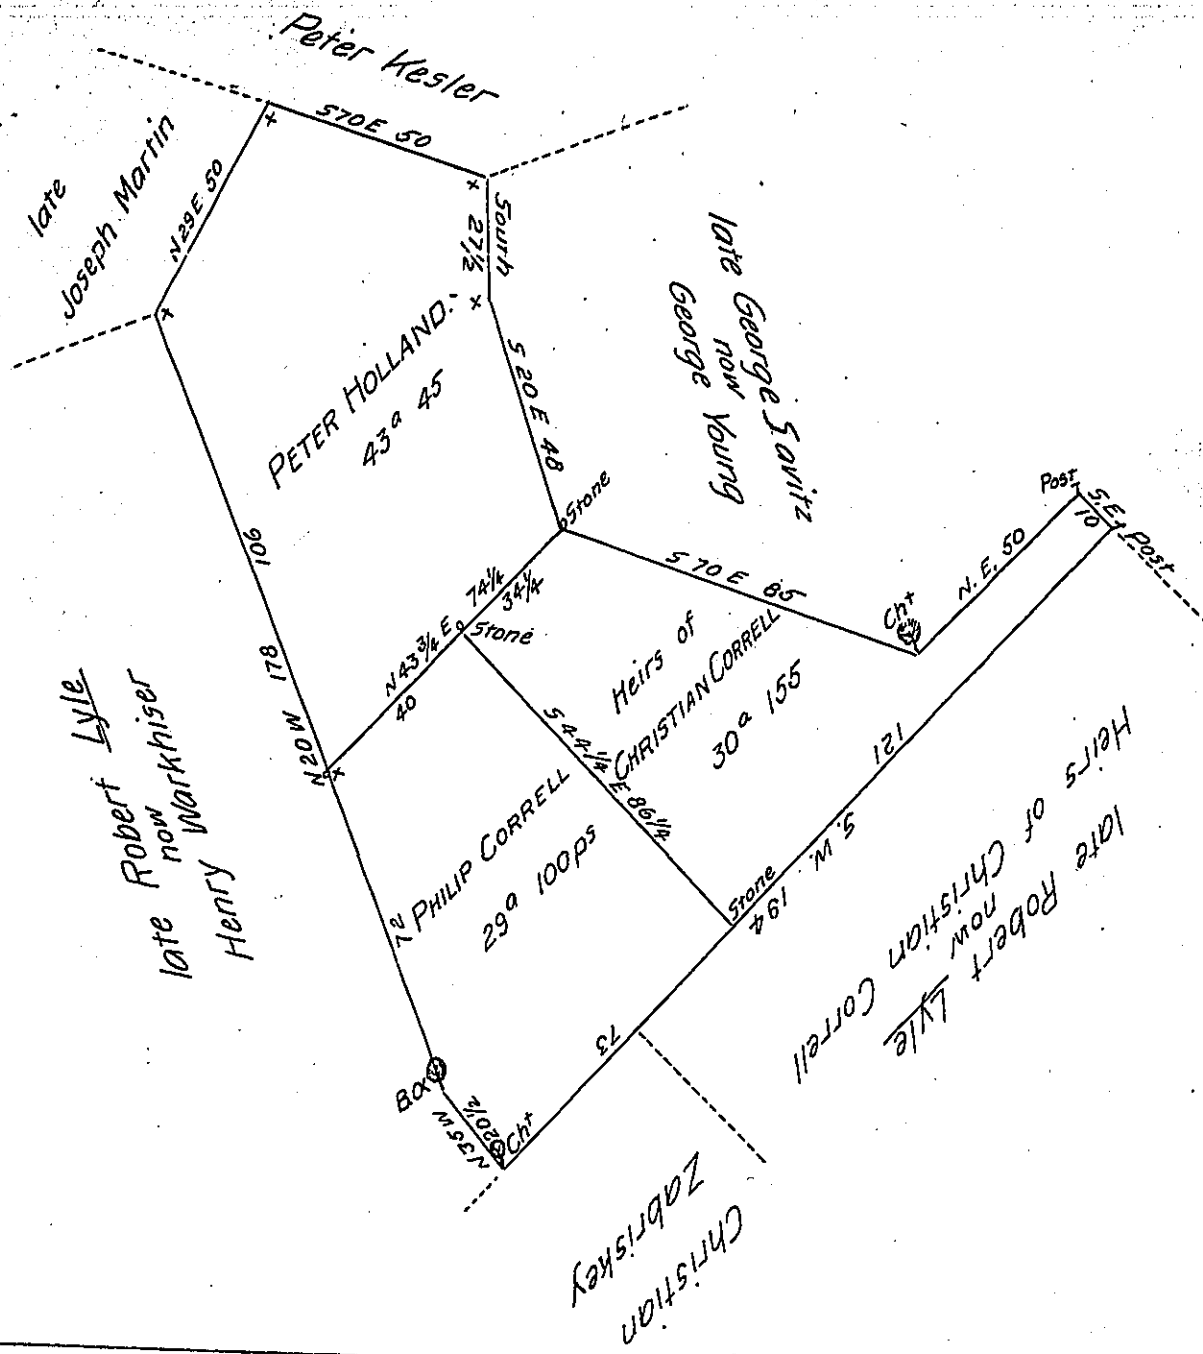 Peter Kesler
S70E 50
late
Joseph Martin
N29E 50
South
27½
PETER HOLLAND.
43a 45
S 20 E 48
late George Savitz
now
George Young
Stone
106
178
N 20 W
74¼
34¼
N 43¾ E
40
Stone
S 70 E 85
Ch+
N. E. 50
Post
S.E.
10
Post
Heirs of
CHRISTIAN CORRELL
30a 155
S 44¼ E 86¼
121
S. W. 194
late Robert Lyle
now
Heirs of Christian Correll
late Robert Lyle
now
Henry Warkhiser
PHILIP CORRELL
29a 100ps
72
Stone
73
B.O.
N35W
20½
Ch+
Christian
Zabriskey